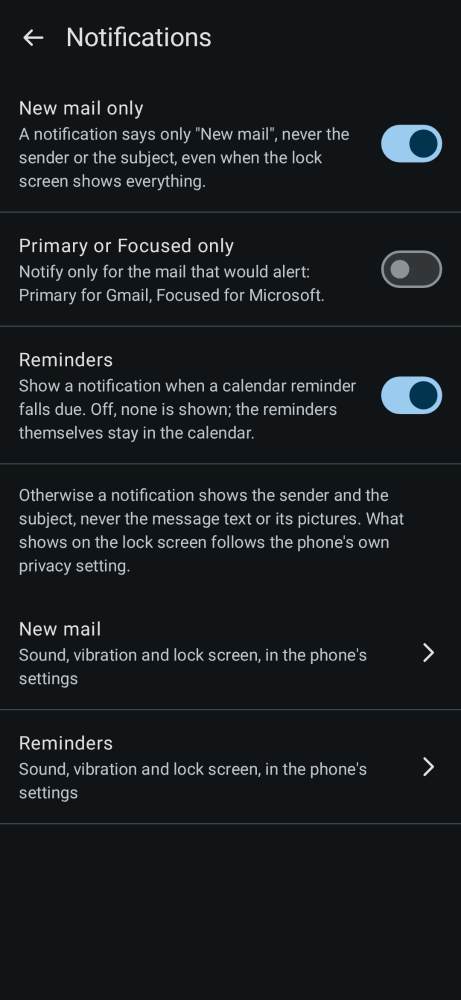 Notifications
New mail only
A notification says only "New mail", never the
sender or the subject, even when the lock
screen shows everything.
Primary or Focused only
Notify only for the mail that would alert:
Primary for Gmail, Focused for Microsoft.
Reminders
Show a notification when a calendar reminder
falls due. Off, none is shown; the reminders
themselves stay in the calendar.
Otherwise a notification shows the sender and the
subject, never the message text or its pictures. What
shows on the lock screen follows the phone's own
privacy setting.
New mail
Sound, vibration and lock screen, in the phone's
settings
Reminders
Sound, vibration and lock screen, in the phone's
settings